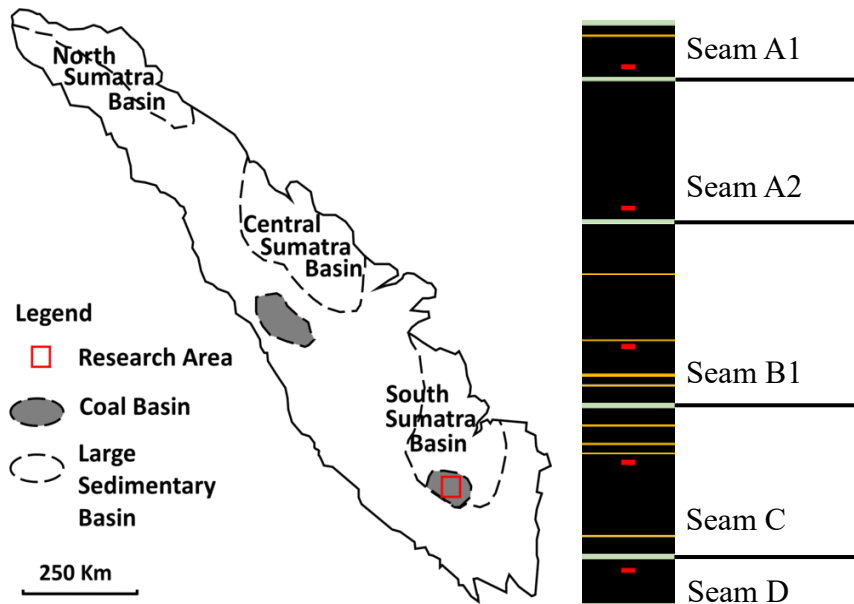 North
Sumatra
Basin
Central
Sumatra
Basin
South
Sumatra
Basin
Legend
Research Area
Coal Basin
Large
Sedimentary
Basin
250 Km
Seam A1
Seam A2
Seam B1
Seam C
Seam D